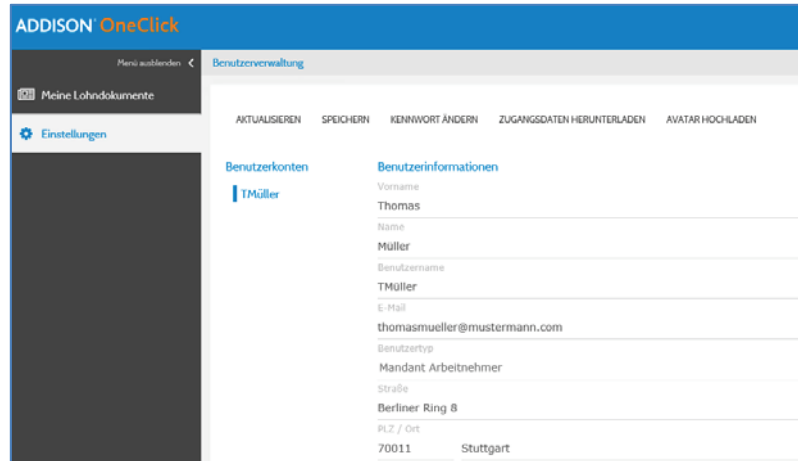 ADDISON' OneClick
Menü ausblenden
Benutzerverwaltung
Meine Lohndokumente
Einstellungen
AKTUALISIEREN SPEICHERN KENNWORT ÄNDERN ZUGANGSDATEN HERUNTERLADEN AVATAR HOCHLADEN
Benutzerkonten
TMüller
Benutzerinformationen
Vorname
Thomas
Name
Müller
Benutzername
TMüller
E-Mail
thomasmueller@mustermann.com
Benutzertyp
Mandant Arbeitnehmer
Straße
Berliner Ring 8
PLZ / Ort
70011 Stuttgart